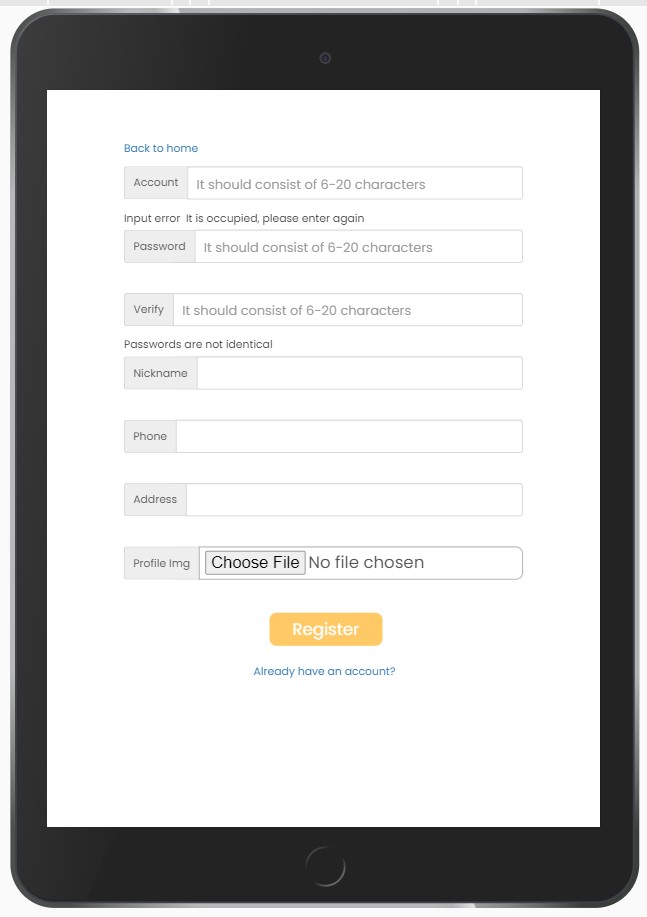 Back to home
Account It should consist of 6-20 characters
Input error It is occupied, please enter again
Password It should consist of 6-20 characters
Verify It should consist of 6-20 characters
Passwords are not identical
Nickname
Phone
Address
Profile Img Choose File No file chosen
Register
Already have an account?